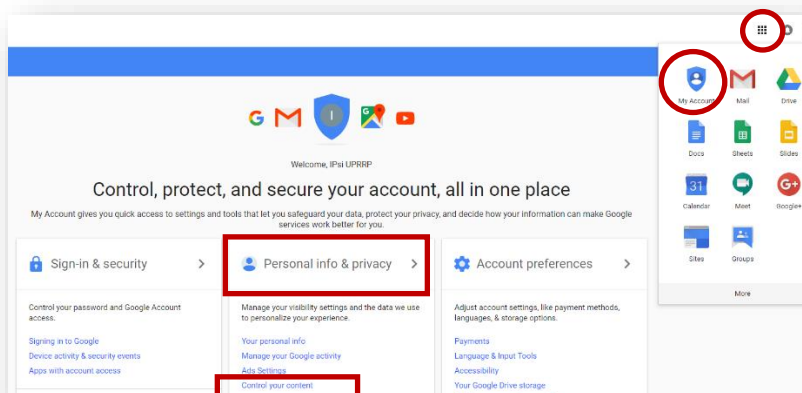 My Account Mail Drive
Docs Sheets Slides
31
Calendar Meet Google+
Sites Groups
More
Welcome, IPsi UPRRP
Control, protect, and secure your account, all in one place
My Account gives you quick access to settings and tools that let you safeguard your data, protect your privacy, and decide how your information can make Google
services work better for you.
Sign-in & security
Control your password and Google Account
access.
Signing in to Google
Device activity & security events
Apps with account access
Personal info & privacy
Manage your visibility settings and the data we use
to personalize your experience.
Your personal info
Manage your Google activity
Ads Settings
Control your content
Account preferences
Adjust account settings, like payment methods,
languages, & storage options.
Payments
Language & Input Tools
Accessibility
Your Google Drive storage